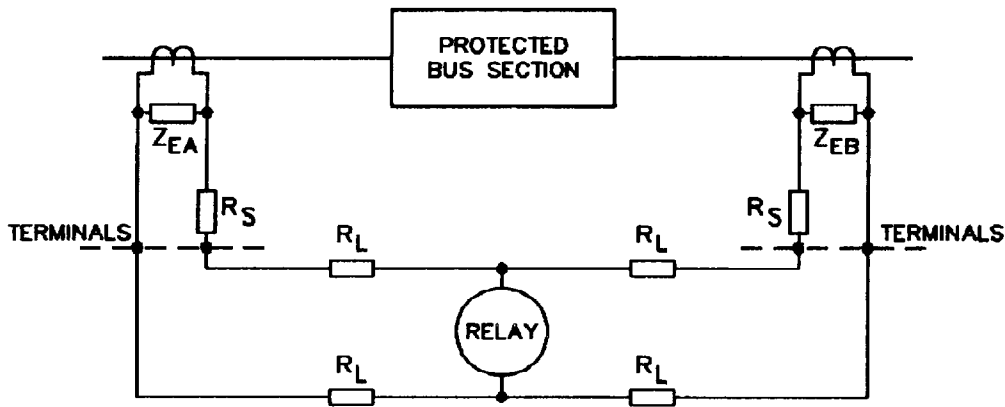 PROTECTED
BUS SECTION
Z_EA
Z_EB
R_S
R_S
TERMINALS
TERMINALS
R_L
R_L
RELAY
R_L
R_L